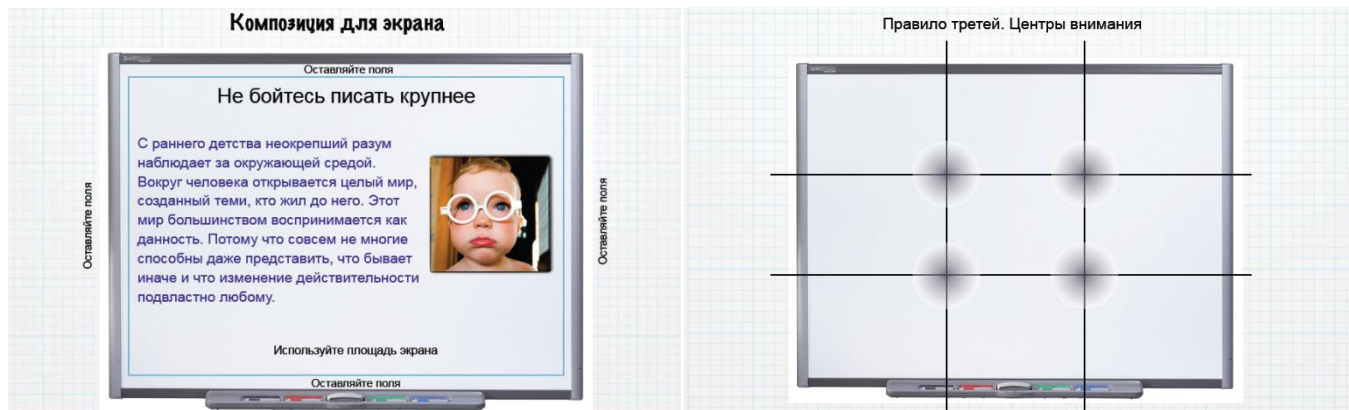 Композиция для экрана
Оставляйте поля
Не бойтесь писать крупнее
С раннего детства неокрепший разум
наблюдает за окружающей средой.
Вокруг человека открывается целый мир,
созданный теми, кто жил до него. Этот
мир большинством воспринимается как
данность. Потому что совсем не многие
способны даже представить, что бывает
иначе и что изменение действительности
подвластно любому.
Оставляйте поля
Оставляйте поля
Используйте площадь экрана
Оставляйте поля
Правило третей. Центры внимания